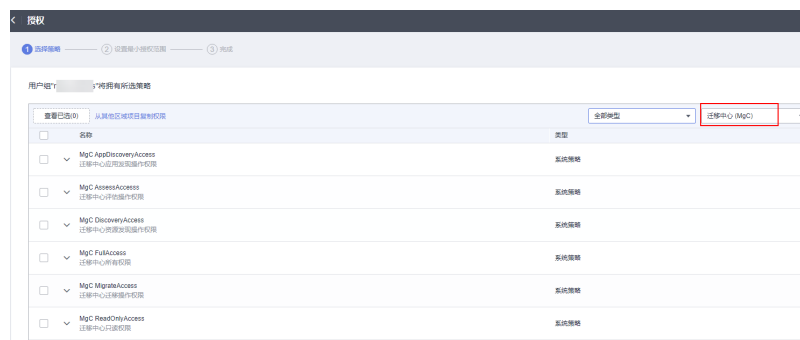 授权
1 选择策略 2 设置最小授权范围 3 完成
用户组"r s"将拥有所选策略
查看已选(0) 从其他区域项目复制权限 全部类型 迁移中心 (MgC)
名称 类型
MgC AppDiscoveryAccess 系统策略
迁移中心应用发现操作权限
MgC AssessAccesss 系统策略
迁移中心评估操作权限
MgC DiscoveryAccess 系统策略
迁移中心资源发现操作权限
MgC FullAccess 系统策略
迁移中心所有权限
MgC MigrateAccess 系统策略
迁移中心迁移操作权限
MgC ReadOnlyAccess 系统策略
迁移中心只读权限